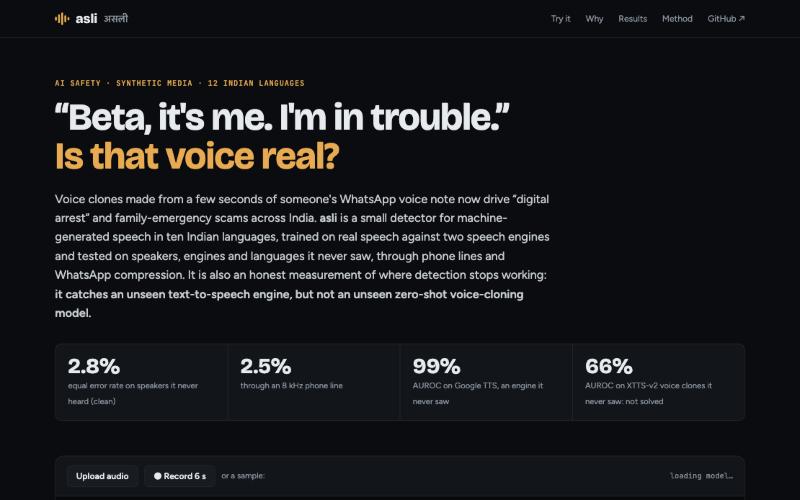 asli असली
Try it Why Results Method GitHub ↗
AI SAFETY · SYNTHETIC MEDIA · 12 INDIAN LANGUAGES
“Beta, it's me. I'm in trouble.”
Is that voice real?
Voice clones made from a few seconds of someone's WhatsApp voice note now drive “digital
arrest” and family-emergency scams across India. asli is a small detector for machine-
generated speech in ten Indian languages, trained on real speech against two speech engines
and tested on speakers, engines and languages it never saw, through phone lines and
WhatsApp compression. It is also an honest measurement of where detection stops working:
it catches an unseen text-to-speech engine, but not an unseen zero-shot voice-cloning
model.
2.8%
equal error rate on speakers it never
heard (clean)
2.5%
through an 8 kHz phone line
99%
AUROC on Google TTS, an engine it
never saw
66%
AUROC on XTTS-v2 voice clones it
never saw: not solved
Upload audio Record 6 s or a sample: loading model…